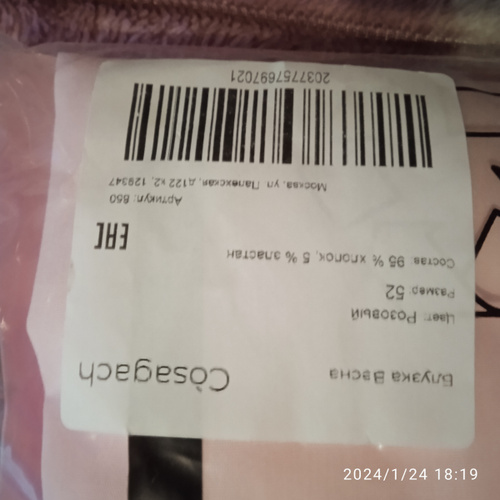 Блузка Весна
Còsagach
Цвет: Розовый
Размер: 52
Состав: 95 % хлопок, 5 % эластан
EAC
Артикул: 650
Москва, ул. Палехская, д122 к2, 129347
2037757697021
2024/1/24 18:19